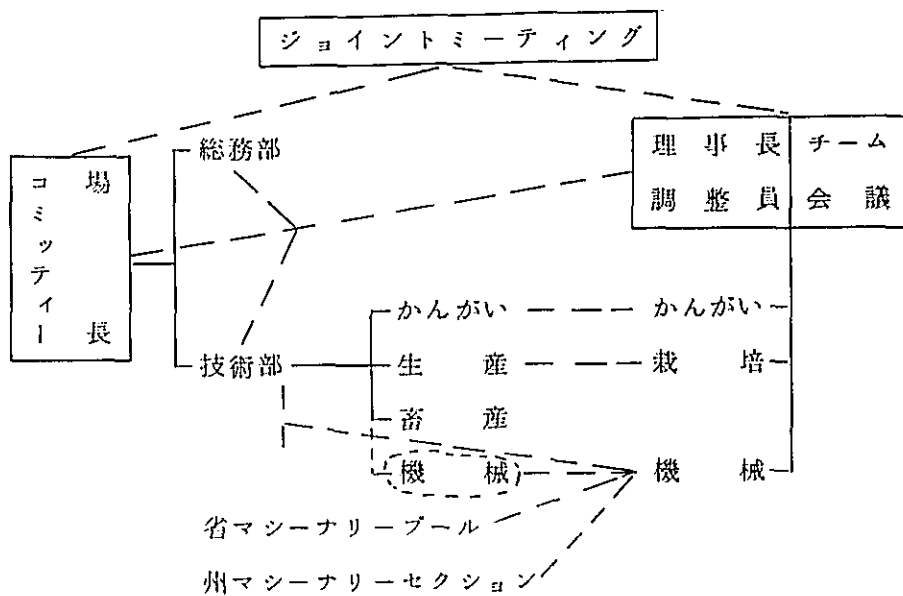 ジョイントミーティング
総務部
理事長 チーム
調整員 会議
場長
コミッティー
かんがい かんがい
技術部 生産 栽培
畜産
機械 機械
省マシーナリープール
州マシーナリーセクション